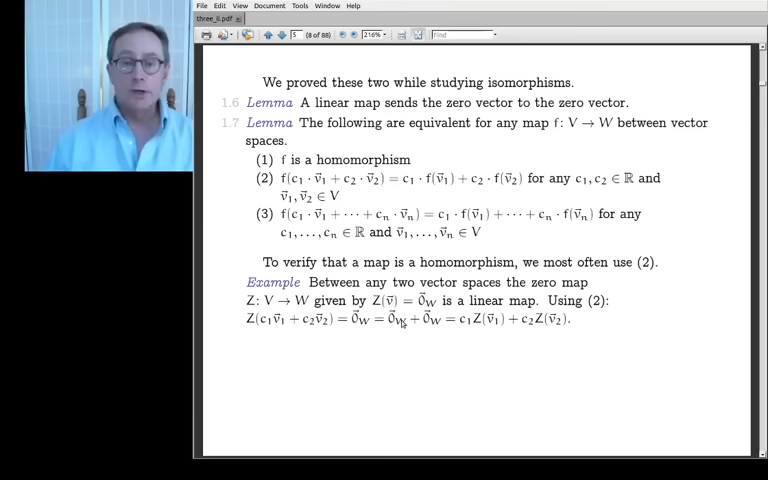 File Edit View Document Tools Window Help
three_li.pdf
5 (8 of 88) 216% Find
We proved these two while studying isomorphisms.
1.6 Lemma A linear map sends the zero vector to the zero vector.
1.7 Lemma The following are equivalent for any map f: V → W between vector
spaces.
(1) f is a homomorphism
(2) f(c₁ · v⃗₁ + c₂ · v⃗₂) = c₁ · f(v⃗₁) + c₂ · f(v⃗₂) for any c₁, c₂ ∈ ℝ and
v⃗₁, v⃗₂ ∈ V
(3) f(c₁ · v⃗₁ + ··· + cₙ · v⃗ₙ) = c₁ · f(v⃗₁) + ··· + cₙ · f(v⃗ₙ) for any
c₁, . . . , cₙ ∈ ℝ and v⃗₁, . . . , v⃗ₙ ∈ V
To verify that a map is a homomorphism, we most often use (2).
Example Between any two vector spaces the zero map
Z: V → W given by Z(v⃗) = 0⃗_W is a linear map. Using (2):
Z(c₁v⃗₁ + c₂v⃗₂) = 0⃗_W = 0⃗_W + 0⃗_W = c₁Z(v⃗₁) + c₂Z(v⃗₂).